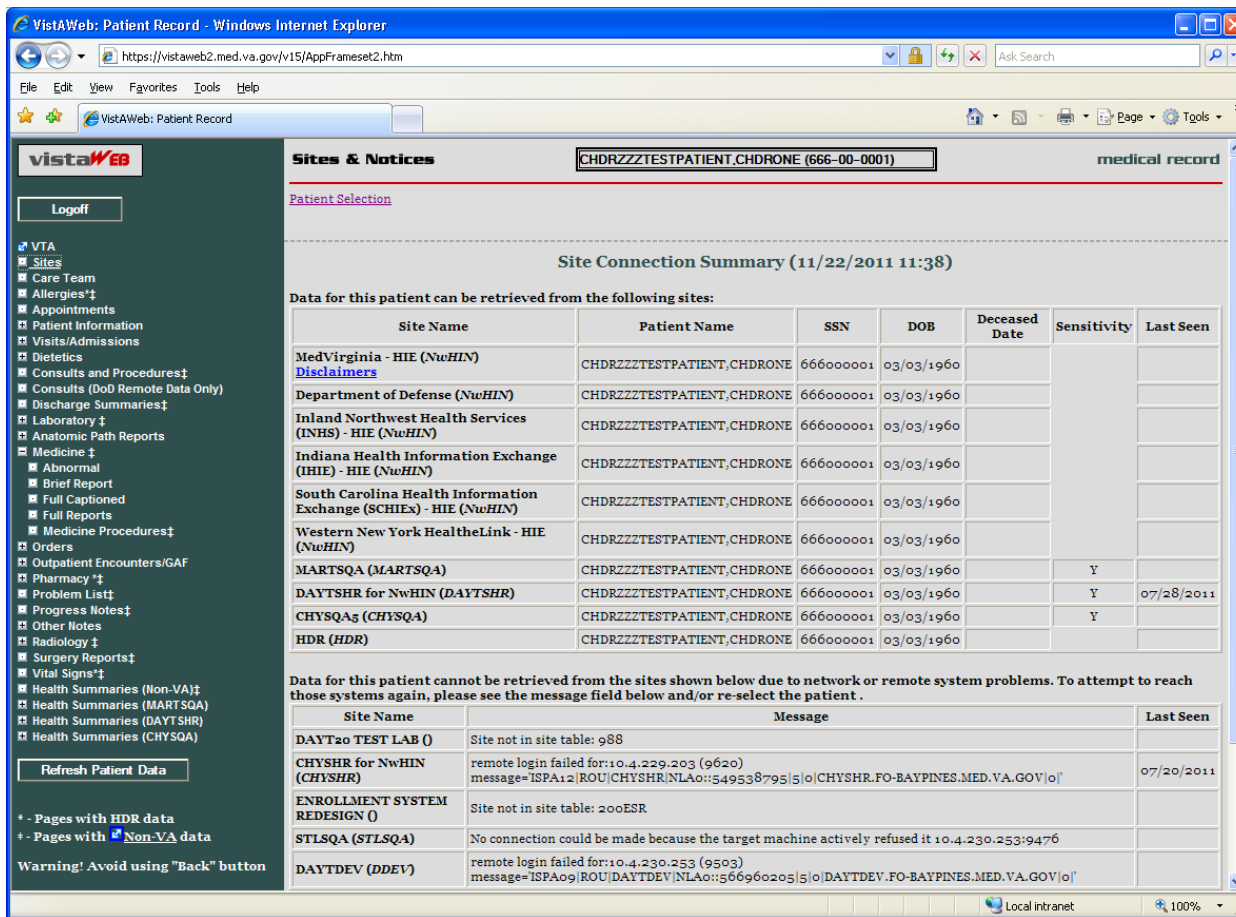 VistAWeb: Patient Record - Windows Internet Explorer
https://vistaweb2.med.va.gov/v15/AppFrameset2.htm
Ask Search
File Edit View Favorites Tools Help
VistAWeb: Patient Record
Page Tools
vistaWEB
Logoff
VTA
Sites
Care Team
Allergies*‡
Appointments
Patient Information
Visits/Admissions
Dietetics
Consults and Procedures‡
Consults (DoD Remote Data Only)
Discharge Summaries‡
Laboratory ‡
Anatomic Path Reports
Medicine ‡
Abnormal
Brief Report
Full Captioned
Full Reports
Medicine Procedures‡
Orders
Outpatient Encounters/GAF
Pharmacy *‡
Problem List‡
Progress Notes‡
Other Notes
Radiology ‡
Surgery Reports‡
Vital Signs*‡
Health Summaries (Non-VA)‡
Health Summaries (MARTSQA)
Health Summaries (DAYTSHR)
Health Summaries (CHYSQA)
Refresh Patient Data
* - Pages with HDR data
‡ - Pages with Non-VA data
Warning! Avoid using "Back" button
Sites & Notices CHDRZZZTESTPATIENT,CHDRONE (666-00-0001) medical record
Patient Selection
Site Connection Summary (11/22/2011 11:38)
Data for this patient can be retrieved from the following sites:
Site Name Patient Name SSN DOB Deceased Date Sensitivity Last Seen
MedVirginia - HIE (NwHIN) CHDRZZZTESTPATIENT,CHDRONE 666000001 03/03/1960
Disclaimers
Department of Defense (NwHIN) CHDRZZZTESTPATIENT,CHDRONE 666000001 03/03/1960
Inland Northwest Health Services
(INHS) - HIE (NwHIN) CHDRZZZTESTPATIENT,CHDRONE 666000001 03/03/1960
Indiana Health Information Exchange
(IHIE) - HIE (NwHIN) CHDRZZZTESTPATIENT,CHDRONE 666000001 03/03/1960
South Carolina Health Information
Exchange (SCHIEx) - HIE (NwHIN) CHDRZZZTESTPATIENT,CHDRONE 666000001 03/03/1960
Western New York HealtheLink - HIE
(NwHIN) CHDRZZZTESTPATIENT,CHDRONE 666000001 03/03/1960
MARTSQA (MARTSQA) CHDRZZZTESTPATIENT,CHDRONE 666000001 03/03/1960 Y
DAYTSHR for NwHIN (DAYTSHR) CHDRZZZTESTPATIENT,CHDRONE 666000001 03/03/1960 Y 07/28/2011
CHYSQA5 (CHYSQA) CHDRZZZTESTPATIENT,CHDRONE 666000001 03/03/1960 Y
HDR (HDR) CHDRZZZTESTPATIENT,CHDRONE 666000001 03/03/1960
Data for this patient cannot be retrieved from the sites shown below due to network or remote system problems. To attempt to reach
those systems again, please see the message field below and/or re-select the patient .
Site Name Message Last Seen
DAYT20 TEST LAB () Site not in site table: 988
CHYSHR for NwHIN remote login failed for:10.4.229.203 (9620)
(CHYSHR) message='ISPA12|ROU|CHYSHR|NLA0::549538795|5|0|CHYSHR.FO-BAYPINES.MED.VA.GOV|0|' 07/20/2011
ENROLLMENT SYSTEM
REDESIGN () Site not in site table: 200ESR
STLSQA (STLSQA) No connection could be made because the target machine actively refused it 10.4.230.253:9476
DAYTDEV (DDEV) remote login failed for:10.4.230.253 (9503)
message='ISPA09|ROU|DAYTDEV|NLA0::566960205|5|0|DAYTDEV.FO-BAYPINES.MED.VA.GOV|0|'
Local intranet 100%